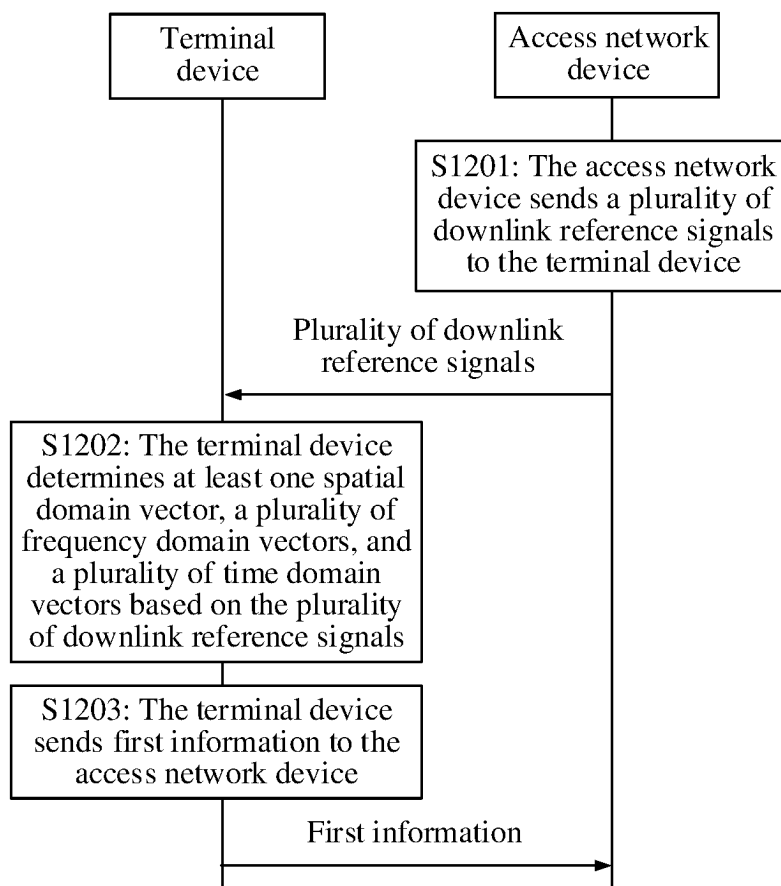 Terminal
device
Access network
device
S1201: The access network
device sends a plurality of
downlink reference signals
to the terminal device
Plurality of downlink
reference signals
S1202: The terminal device
determines at least one spatial
domain vector, a plurality of
frequency domain vectors, and
a plurality of time domain
vectors based on the plurality
of downlink reference signals
S1203: The terminal device
sends first information to the
access network device
First information